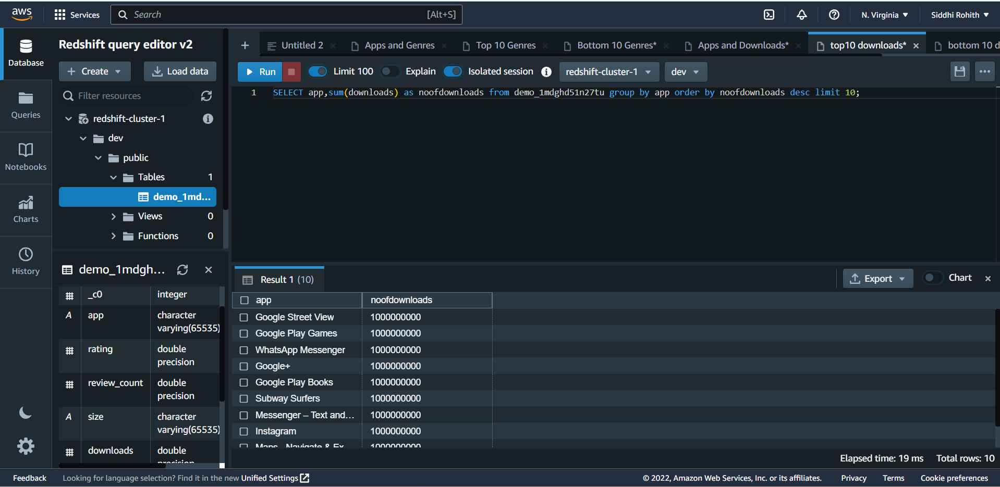 aws
Services
Search
[Alt+S]
N. Virginia
Siddhi Rohith
Database
Queries
Notebooks
Charts
History
Redshift query editor v2
Create
Load data
Filter resources
redshift-cluster-1
dev
public
Tables 1
demo_1md...
Views 0
Functions 0
demo_1mdgh...
_c0 integer
app character
varying(65535)
rating double
precision
review_count double
precision
size character
varying(65535)
downloads double
precision
Untitled 2
Apps and Genres
Top 10 Genres
Bottom 10 Genres*
Apps and Downloads*
top10 downloads*
bottom 10 d
Run
Limit 100
Explain
Isolated session
redshift-cluster-1
dev
1 SELECT app,sum(downloads) as noofdownloads from demo_1mdghd51n27tu group by app order by noofdownloads desc limit 10;
Result 1 (10)
Export
Chart
app noofdownloads
Google Street View 1000000000
Google Play Games 1000000000
WhatsApp Messenger 1000000000
Google+ 1000000000
Google Play Books 1000000000
Subway Surfers 1000000000
Messenger – Text and... 1000000000
Instagram 1000000000
Maps - Navigate & Ex 1000000000
Elapsed time: 19 ms Total rows: 10
Feedback
Looking for language selection? Find it in the new Unified Settings
© 2022, Amazon Web Services, Inc. or its affiliates.
Privacy
Terms
Cookie preferences